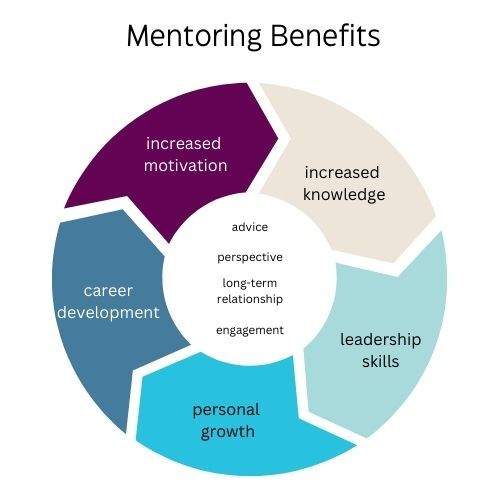 Mentoring Benefits
increased
motivation
increased
knowledge
advice
perspective
long-term
relationship
engagement
career
development
leadership
skills
personal
growth